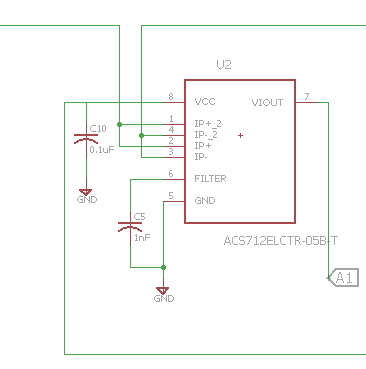 U2
8 VCC VIOUT 7
1 IP+_2
4 IP-_2
2 IP+
3 IP-
6 FILTER
5 GND
C10
0.1uF
GND
C5
1nF
GND
ACS712ELCTR-05B-T
A1